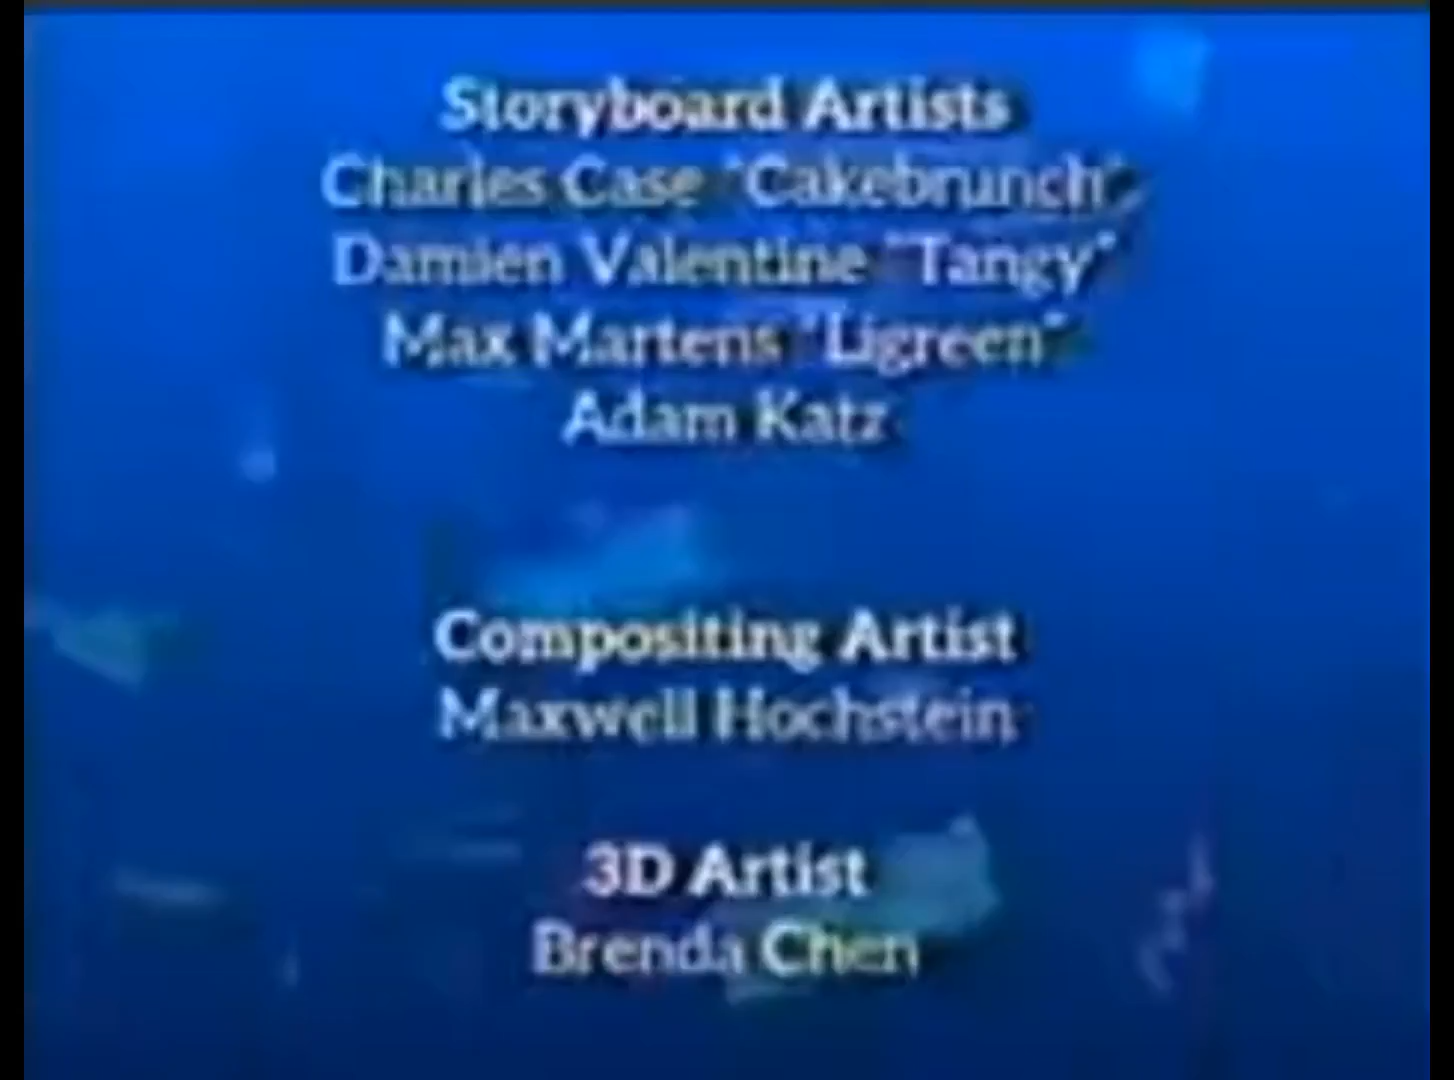 Storyboard Artists
Charles Case "Cakebrunch",
Damien Valentine "Tangy"
Max Martens "Ligreen"
Adam Katz
Compositing Artist
Maxwell Hochstein
3D Artist
Brenda Chen